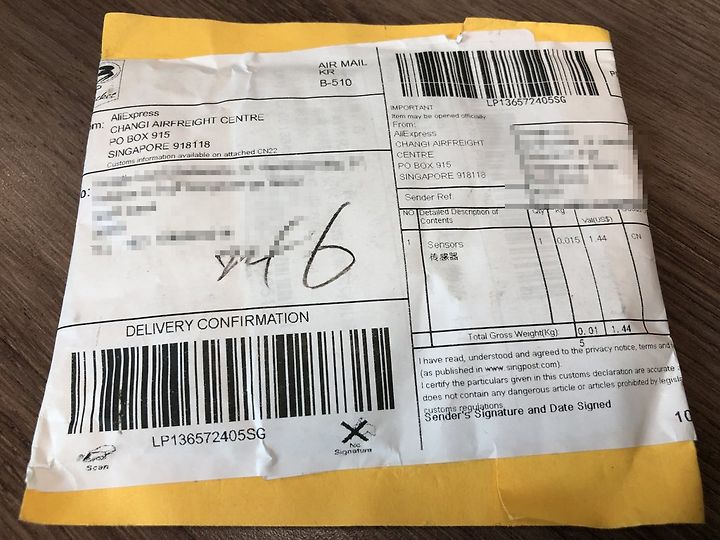 AIR MAIL
KR
B-510
AliExpress
CHANGI AIRFREIGHT CENTRE
PO BOX 915
SINGAPORE 918118
Customs information available on attached CN22
6
DELIVERY CONFIRMATION
LP136572405SG
Scan
No
Signature
LP136572405SG
IMPORTANT
Item may be opened officially
From:
AliExpress
CHANGI AIRFREIGHT
CENTRE
PO BOX 915
SINGAPORE 918118
Sender Ref:
NO Detailed Description of Qty Kg Val(US$)
Contents
1 Sensors 1 0.015 1.44 CN
传感器
Total Gross Weight(Kg): 0.01 1.44
5
I have read, understood and agreed to the privacy notice, terms and
(as published in www.singpost.com).
I certify the particulars given in this customs declaration are accurate
does not contain any dangerous article or articles prohibited by legis
customs regulations
Sender's Signature and Date Signed
10